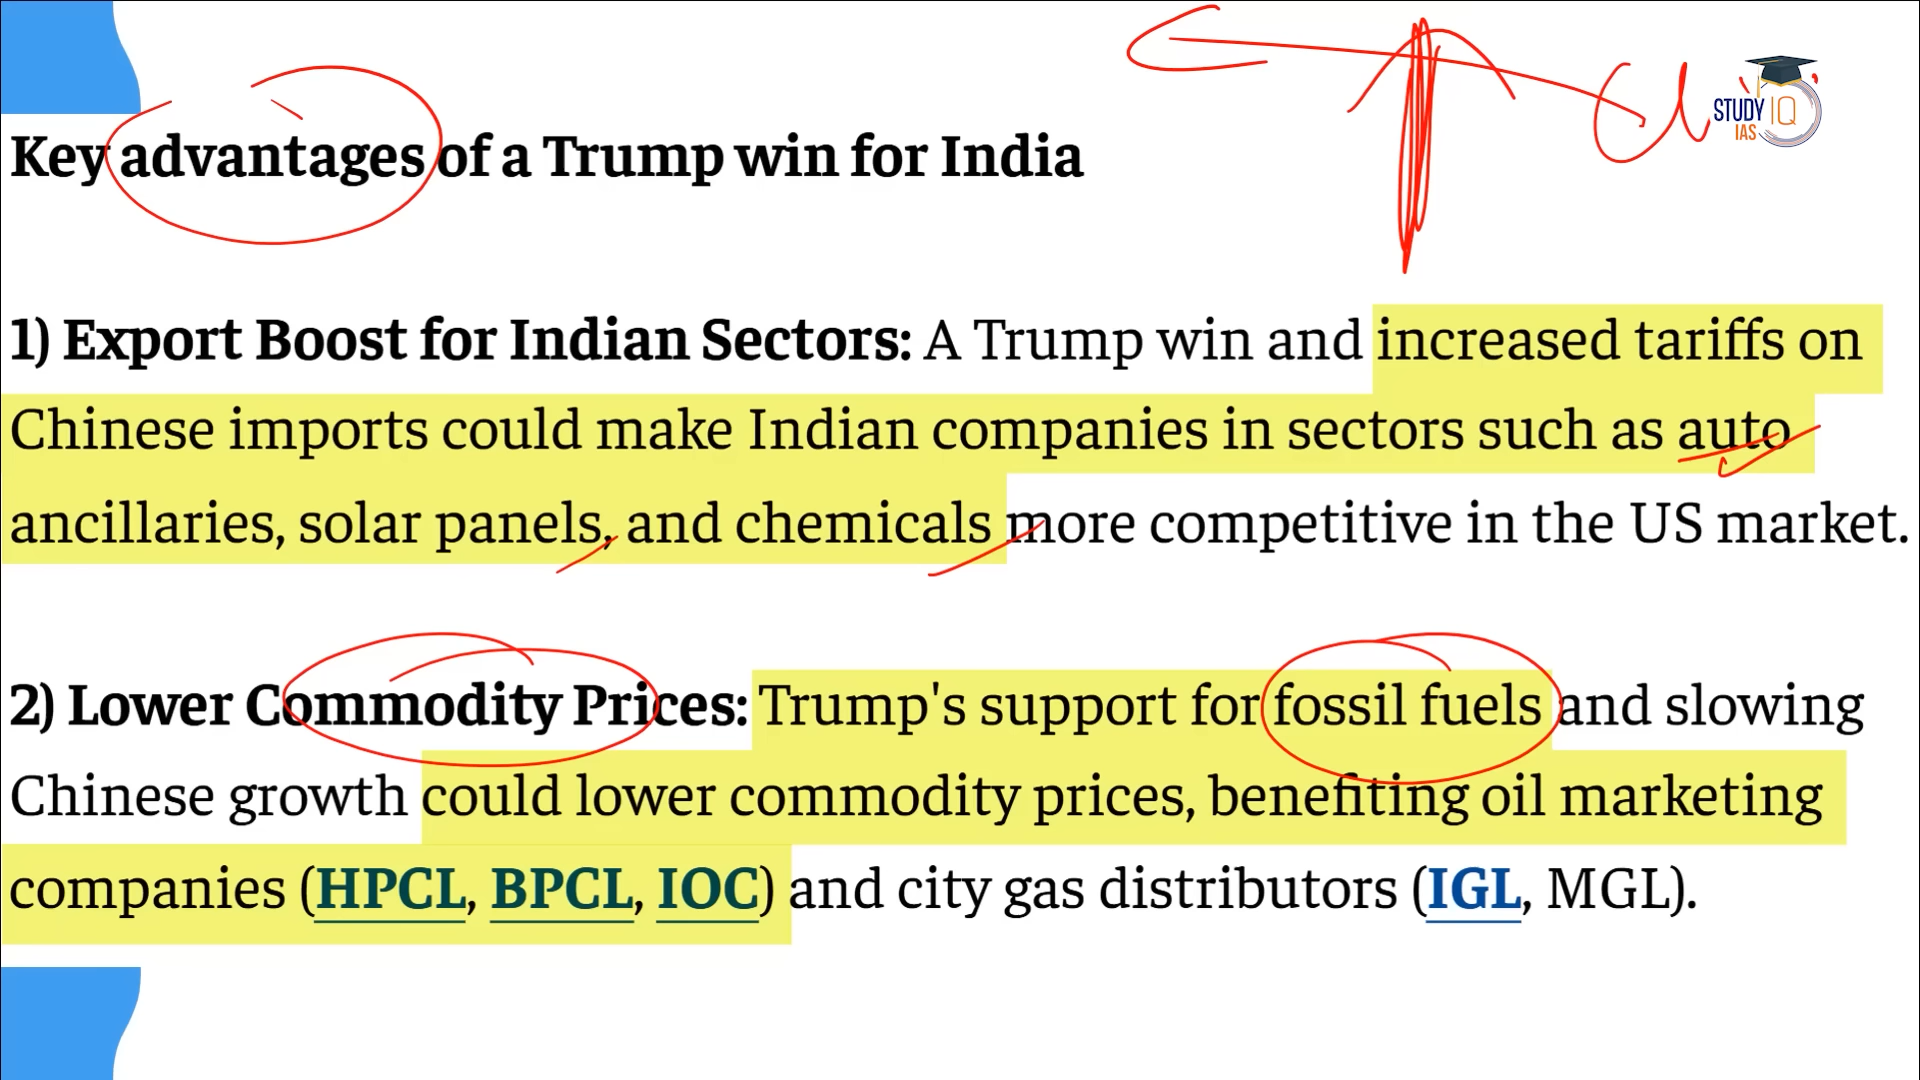 STUDY IQ
IAS
Key advantages of a Trump win for India
1) Export Boost for Indian Sectors: A Trump win and increased tariffs on
Chinese imports could make Indian companies in sectors such as auto
ancillaries, solar panels, and chemicals more competitive in the US market.
2) Lower Commodity Prices: Trump's support for fossil fuels and slowing
Chinese growth could lower commodity prices, benefiting oil marketing
companies (HPCL, BPCL, IOC) and city gas distributors (IGL, MGL).